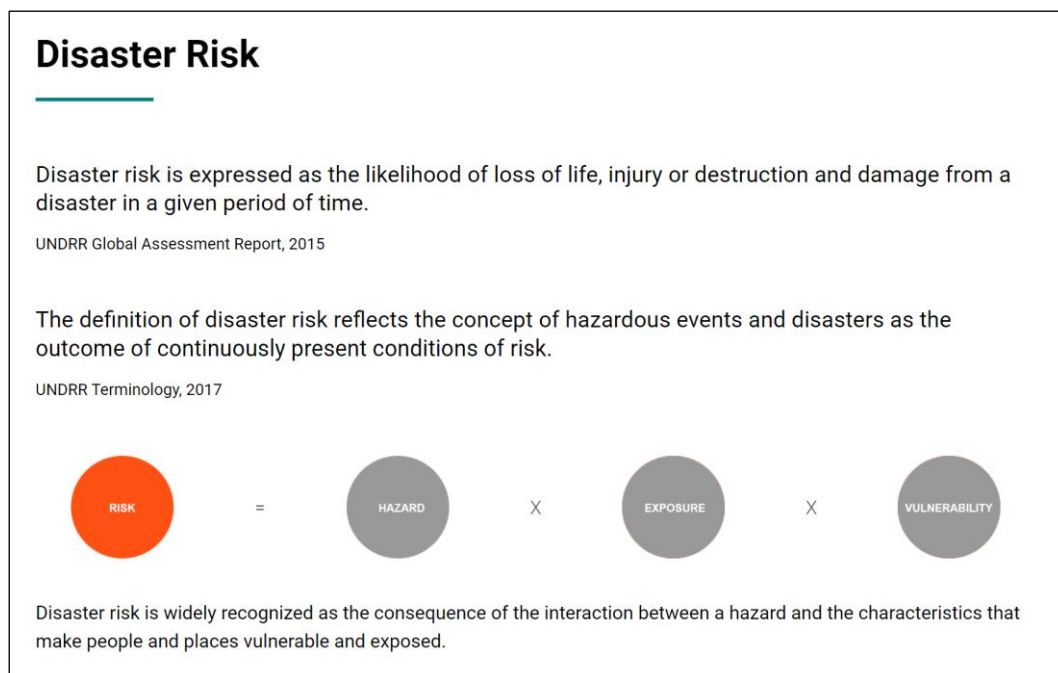 Disaster Risk
Disaster risk is expressed as the likelihood of loss of life, injury or destruction and damage from a
disaster in a given period of time.
UNDRR Global Assessment Report, 2015
The definition of disaster risk reflects the concept of hazardous events and disasters as the
outcome of continuously present conditions of risk.
UNDRR Terminology, 2017
RISK = HAZARD X EXPOSURE X VULNERABILITY
Disaster risk is widely recognized as the consequence of the interaction between a hazard and the characteristics that
make people and places vulnerable and exposed.